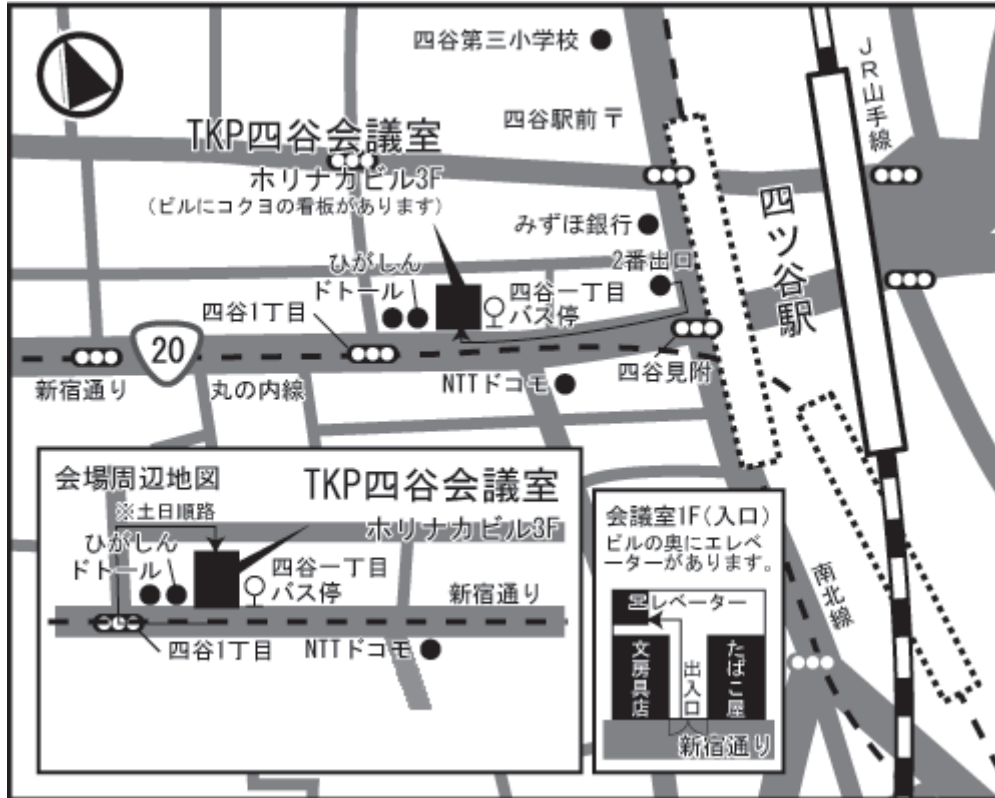 四谷第三小学校
JR山手線
四谷駅前〒
TKP四谷会議室
ホリナカビル3F
(ビルにコクヨの看板があります)
四ツ谷駅
みずほ銀行
2番出口
ひがしん
ドトール
四谷一丁目
バス停
四谷1丁目
20
新宿通り
丸の内線
NTTドコモ
四谷見附
会場周辺地図
TKP四谷会議室
ホリナカビル3F
※土日順路
ひがしん
ドトール
四谷一丁目
バス停
新宿通り
四谷1丁目
NTTドコモ
会議室1F(入口)
ビルの奥にエレベ
ーターがあります。
エレベーター
文房具店
出入口
たばこ屋
新宿通り
南北線